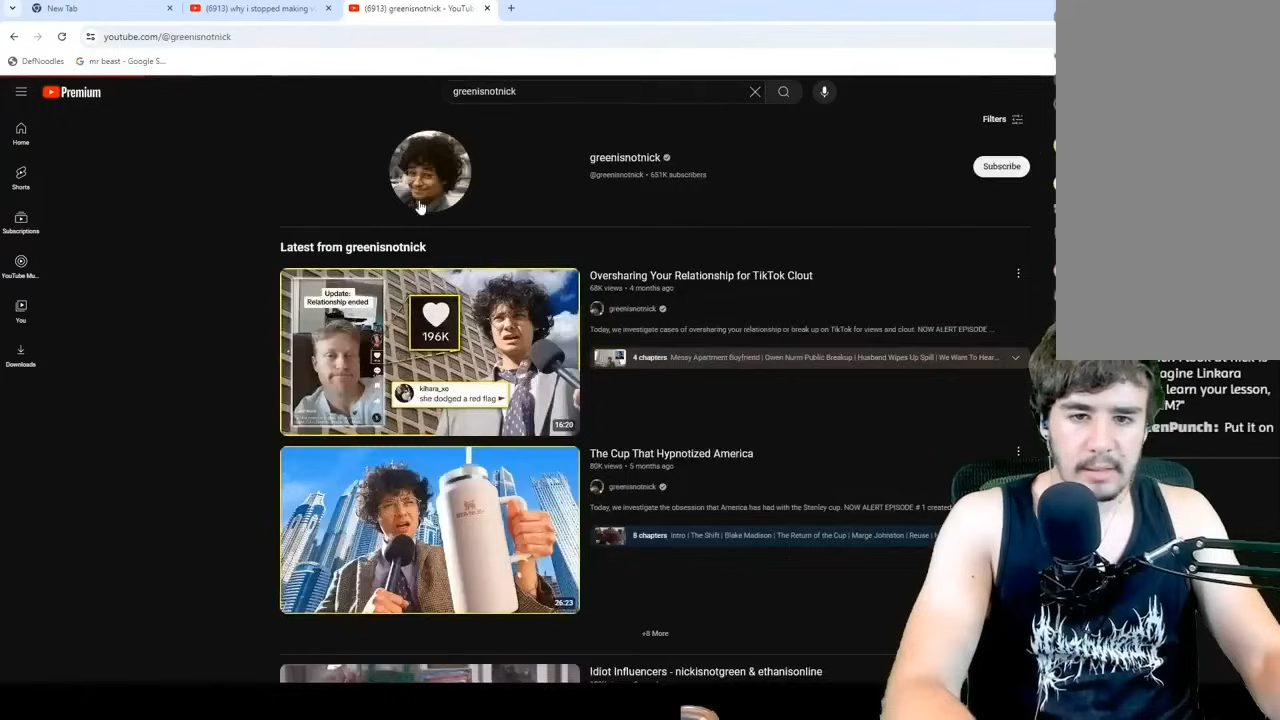 New Tab
(6913) why i stopped making
(6913) greenisnotnick - YouTub
youtube.com/@greenisnotnick
DefNoodles
mr beast - Google S...
Premium
greenisnotnick
Filters
Home
Shorts
Subscriptions
YouTube Mu...
You
Downloads
greenisnotnick
@greenisnotnick • 651K subscribers
Subscribe
Latest from greenisnotnick
Update:
Relationship ended
196K
kihara_xo
she dodged a red flag
16:20
Oversharing Your Relationship for TikTok Clout
68K views • 4 months ago
greenisnotnick
Today, we investigate cases of oversharing your relationship or break up on TikTok for views and clout. NOW ALERT EPISODE ...
4 chapters Messy Apartment Boyfriend | Owen Nurm Public Breakup | Husband Wipes Up Spill | We Want To Hear...
26:23
The Cup That Hypnotized America
80K views • 5 months ago
greenisnotnick
Today, we investigate the obsession that America has had with the Stanley cup. NOW ALERT EPISODE # 1 created
8 chapters Intro | The Shift | Blake Madison | The Return of the Cup | Marge Johnston | Reuse |
+8 More
Idiot Influencers - nickisnotgreen & ethanisonline
agine Linkara
learn your lesson,
M?"
enPunch: Put it on